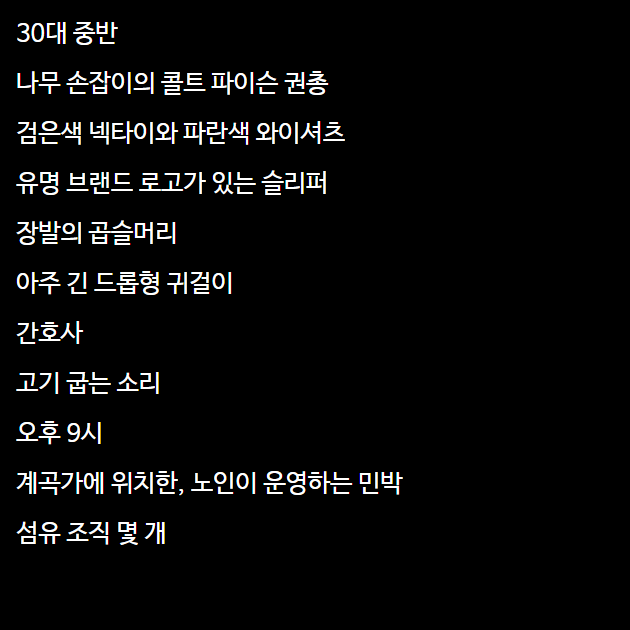 30대 중반
나무 손잡이의 콜트 파이슨 권총
검은색 넥타이와 파란색 와이셔츠
유명 브랜드 로고가 있는 슬리퍼
장발의 곱슬머리
아주 긴 드롭형 귀걸이
간호사
고기 굽는 소리
오후 9시
계곡가에 위치한, 노인이 운영하는 민박
섬유 조직 몇 개